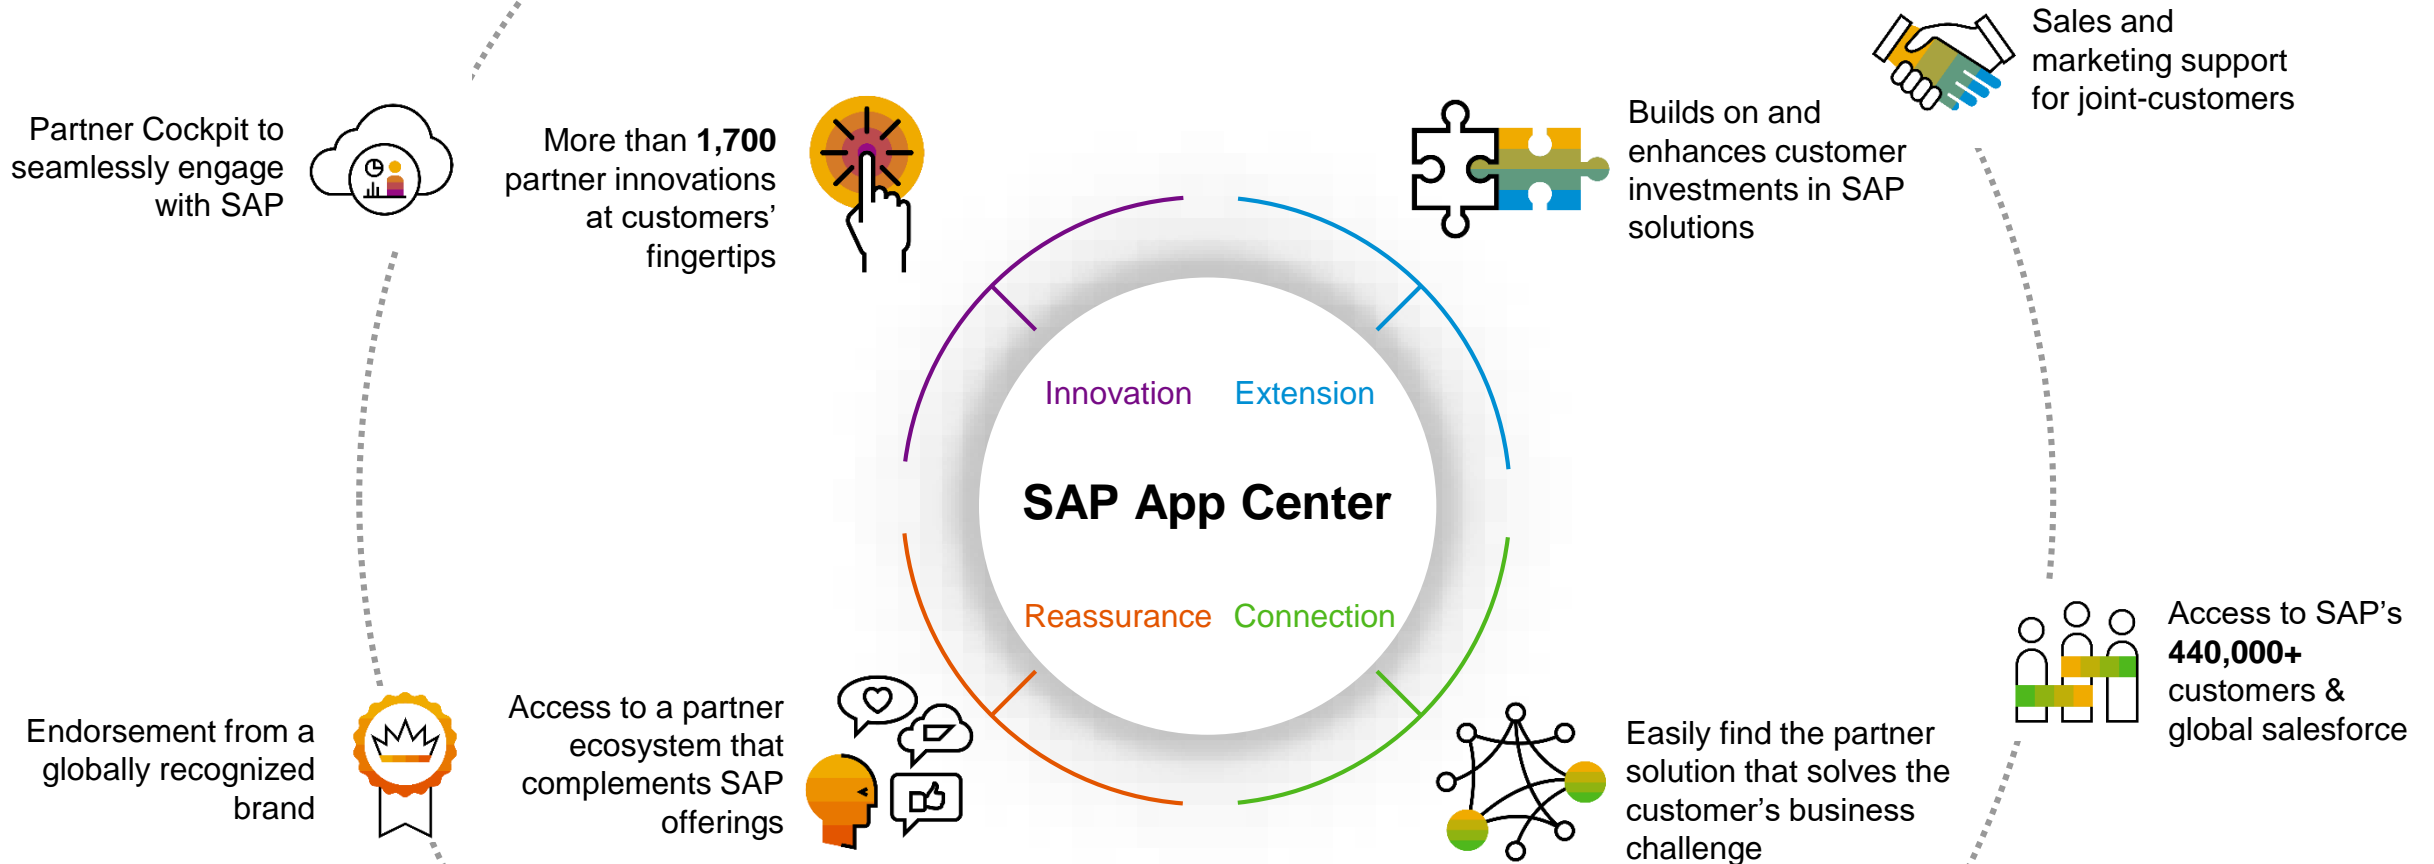 Partner Cockpit to
seamlessly engage
with SAP
More than 1,700
partner innovations
at customers’
fingertips
Builds on and
enhances customer
investments in SAP
solutions
Sales and
marketing support
for joint-customers
Innovation
Extension
SAP App Center
Reassurance
Connection
Endorsement from a
globally recognized
brand
Access to a partner
ecosystem that
complements SAP
offerings
Easily find the partner
solution that solves the
customer’s business
challenge
Access to SAP’s
440,000+
customers &
global salesforce